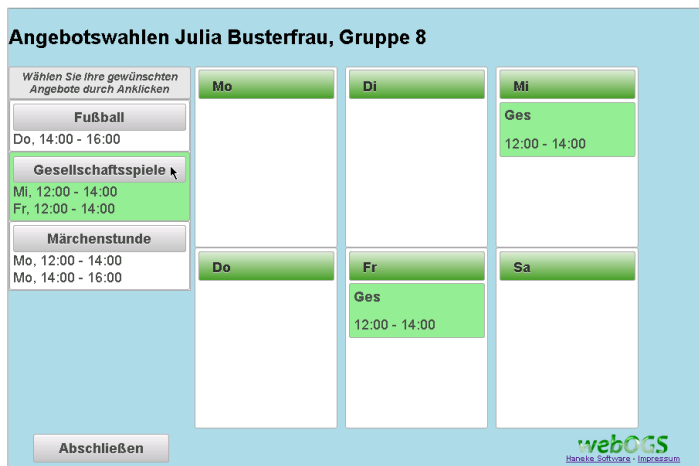 Angebotswahlen Julia Busterfrau, Gruppe 8
Wählen Sie Ihre gewünschten
Angebote durch Anklicken
Fußball
Do, 14:00 - 16:00
Gesellschaftsspiele
Mi, 12:00 - 14:00
Fr, 12:00 - 14:00
Märchenstunde
Mo, 12:00 - 14:00
Mo, 14:00 - 16:00
Mo
Di
Mi
Ges
12:00 - 14:00
Do
Fr
Ges
12:00 - 14:00
Sa
Abschließen
webOGS
Haneke Software - Impressum